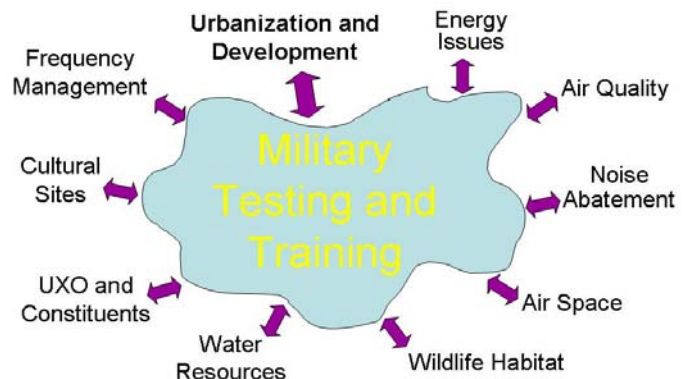 Urbanization and
Development
Energy
Issues
Frequency
Management
Air Quality
Military
Testing and
Training
Cultural
Sites
Noise
Abatement
UXO and
Constituents
Air Space
Water
Resources
Wildlife Habitat